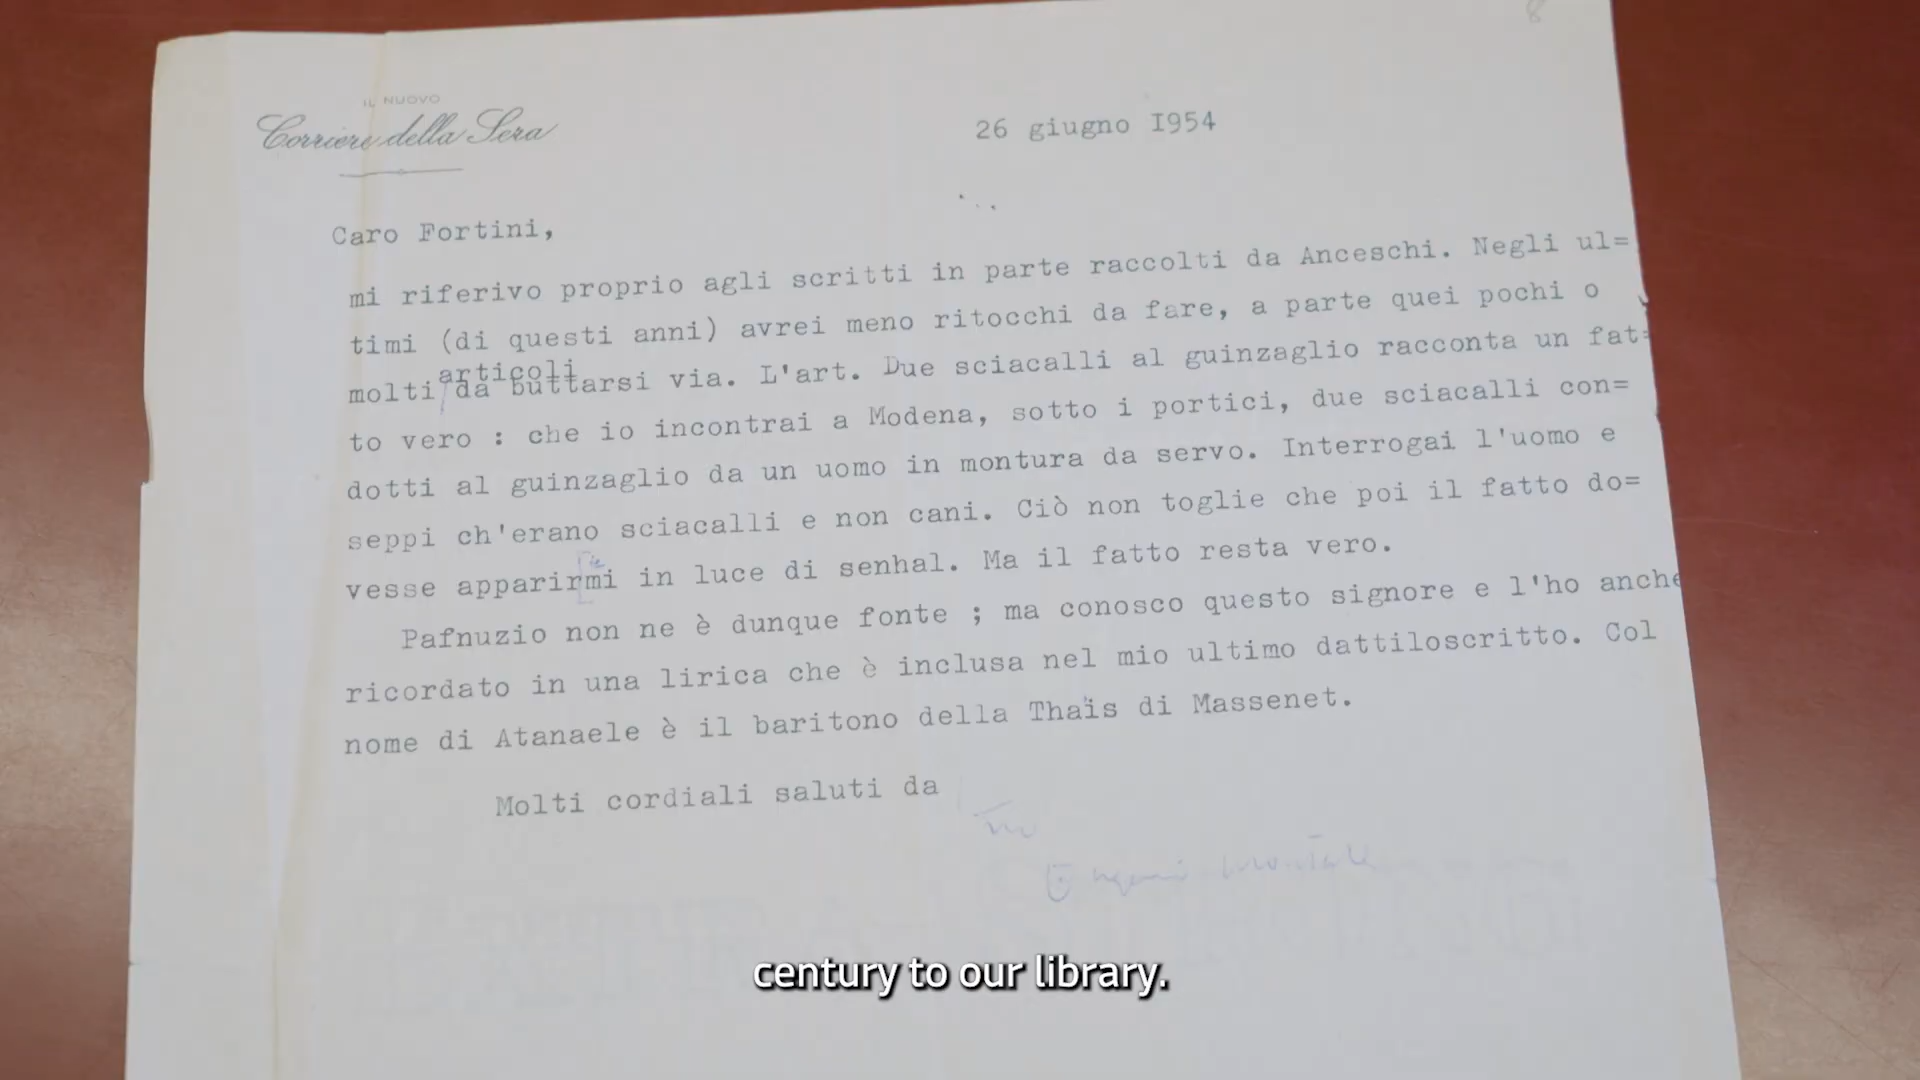 8
IL NUOVO
Corriere della Sera
26 giugno I954
Caro Fortini,
mi riferivo proprio agli scritti in parte raccolti da Anceschi. Negli ul=
timi (di questi anni) avrei meno ritocchi da fare, a parte quei pochi o
articoli
molti da buttarsi via. L'art. Due sciacalli al guinzaglio racconta un fat=
to vero : che io incontrai a Modena, sotto i portici, due sciacalli con=
dotti al guinzaglio da un uomo in montura da servo. Interrogai l'uomo e
seppi ch'erano sciacalli e non cani. Ciò non toglie che poi il fatto do=
vesse apparirmi in luce di senhal. Ma il fatto resta vero.
Pafnuzio non ne è dunque fonte ; ma conosco questo signore e l'ho anche
ricordato in una lirica che è inclusa nel mio ultimo dattiloscritto. Col
nome di Atanaele è il baritono della Thaïs di Massenet.
Molti cordiali saluti da
Eugenio Montale
century to our library.